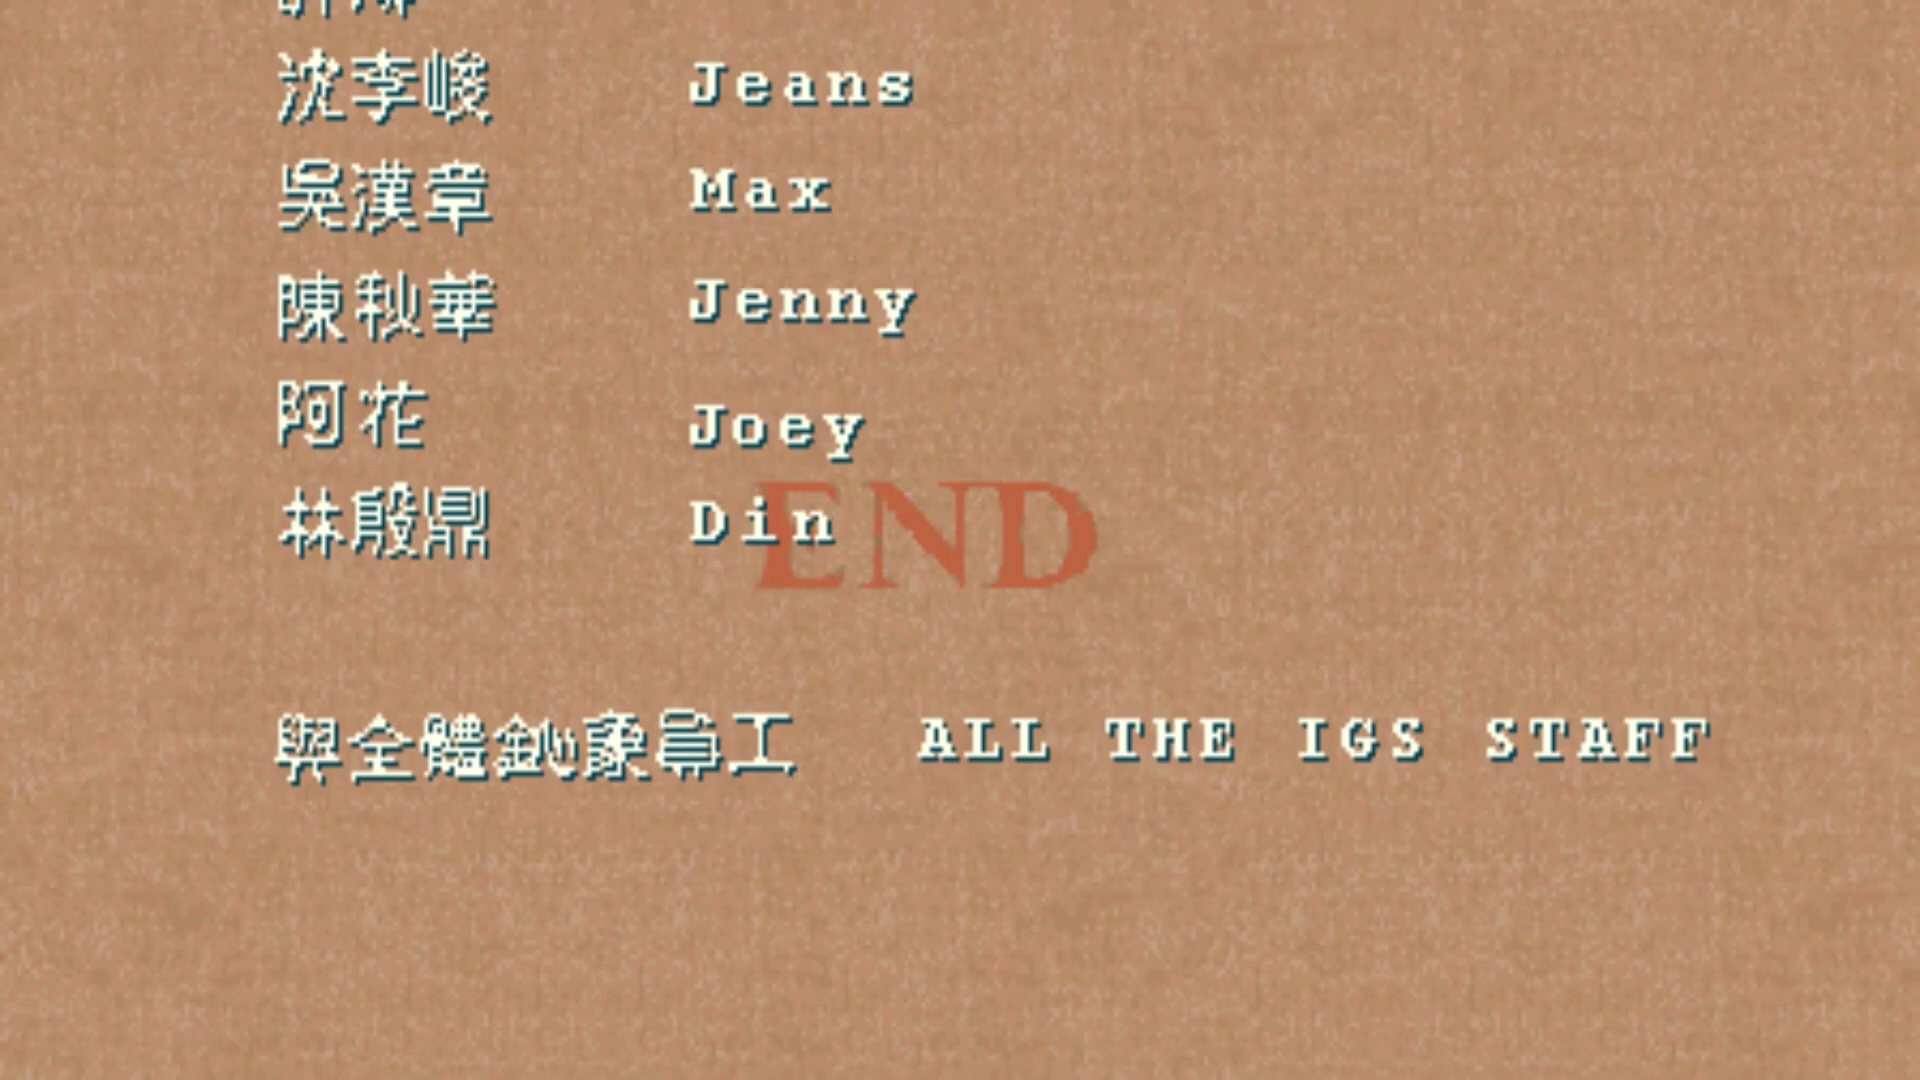 沈李峻 Jeans
吳漢章 Max
陳秋華 Jenny
阿花 Joey
林殷鼎 Din
END
與全體鈊象員工 ALL THE IGS STAFF